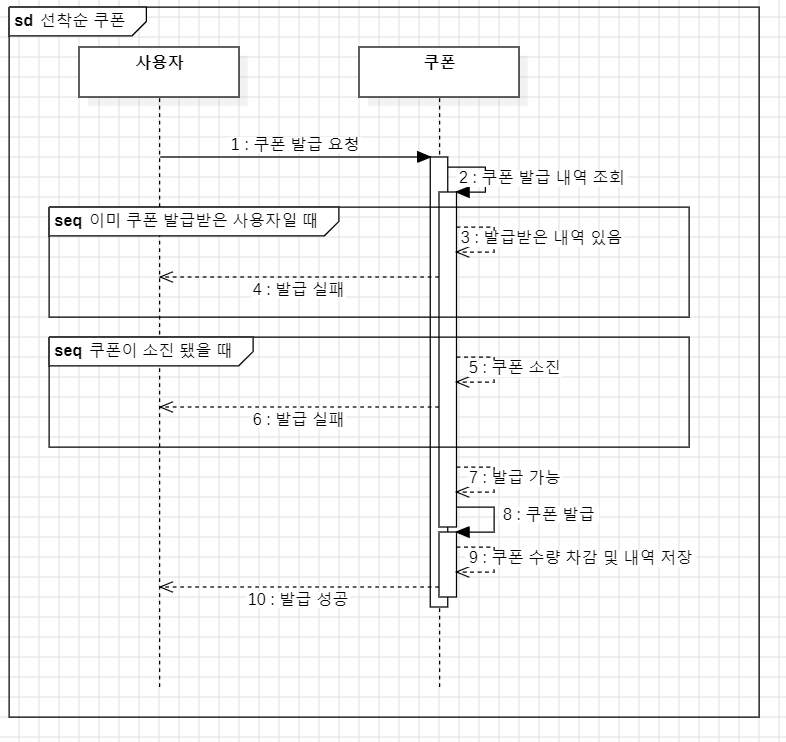 sd 선착순 쿠폰
사용자
쿠폰
1 : 쿠폰 발급 요청
2 : 쿠폰 발급 내역 조회
seq 이미 쿠폰 발급받은 사용자일 때
3 : 발급받은 내역 있음
4 : 발급 실패
seq 쿠폰이 소진 됐을 때
5 : 쿠폰 소진
6 : 발급 실패
7 : 발급 가능
8 : 쿠폰 발급
9 : 쿠폰 수량 차감 및 내역 저장
10 : 발급 성공